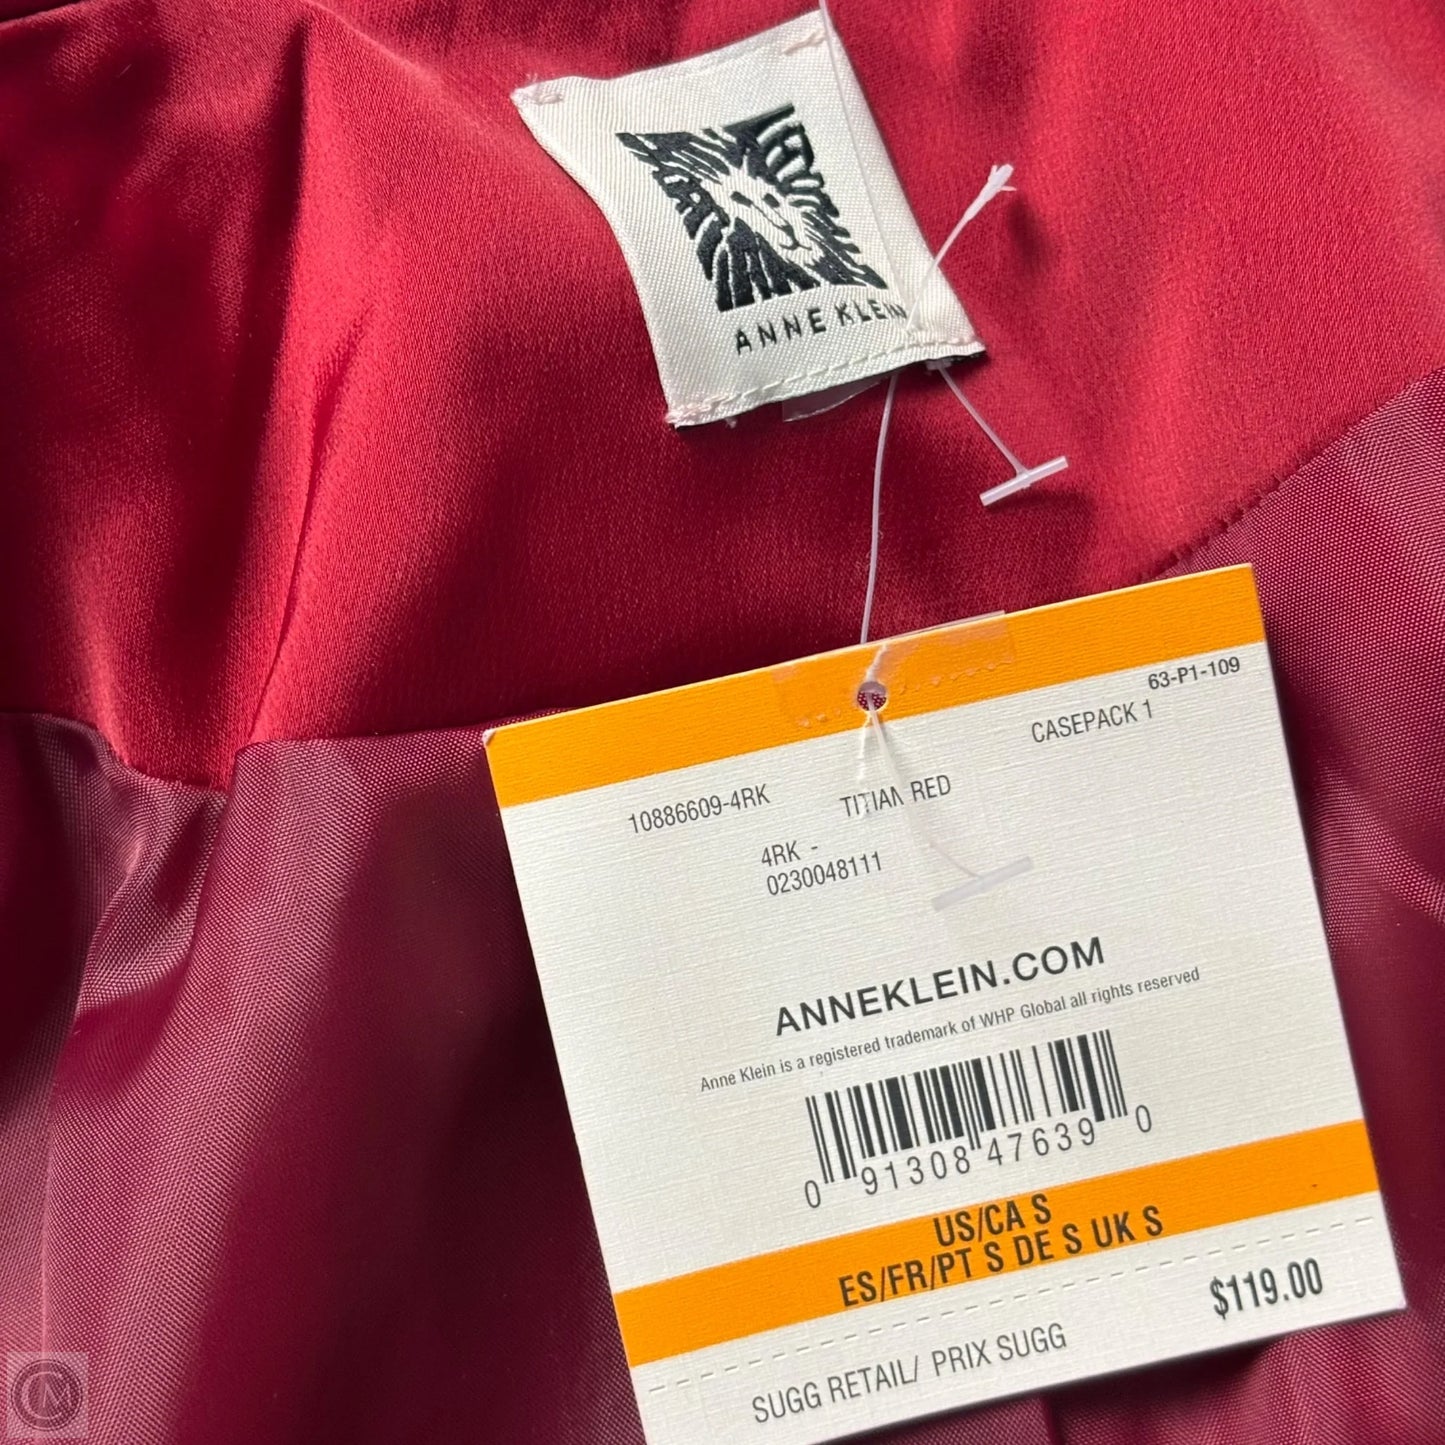 ANNE KLEIN
63-P1-109
CASEPACK 1
10886609-4RK TITIAN RED
4RK -
0230048111
ANNEKLEIN.COM
Anne Klein is a registered trademark of WHP Global all rights reserved
0 91308 47639 0
US/CA S
ES/FR/PT S DE S UK S
$119.00
SUGG RETAIL/ PRIX SUGG